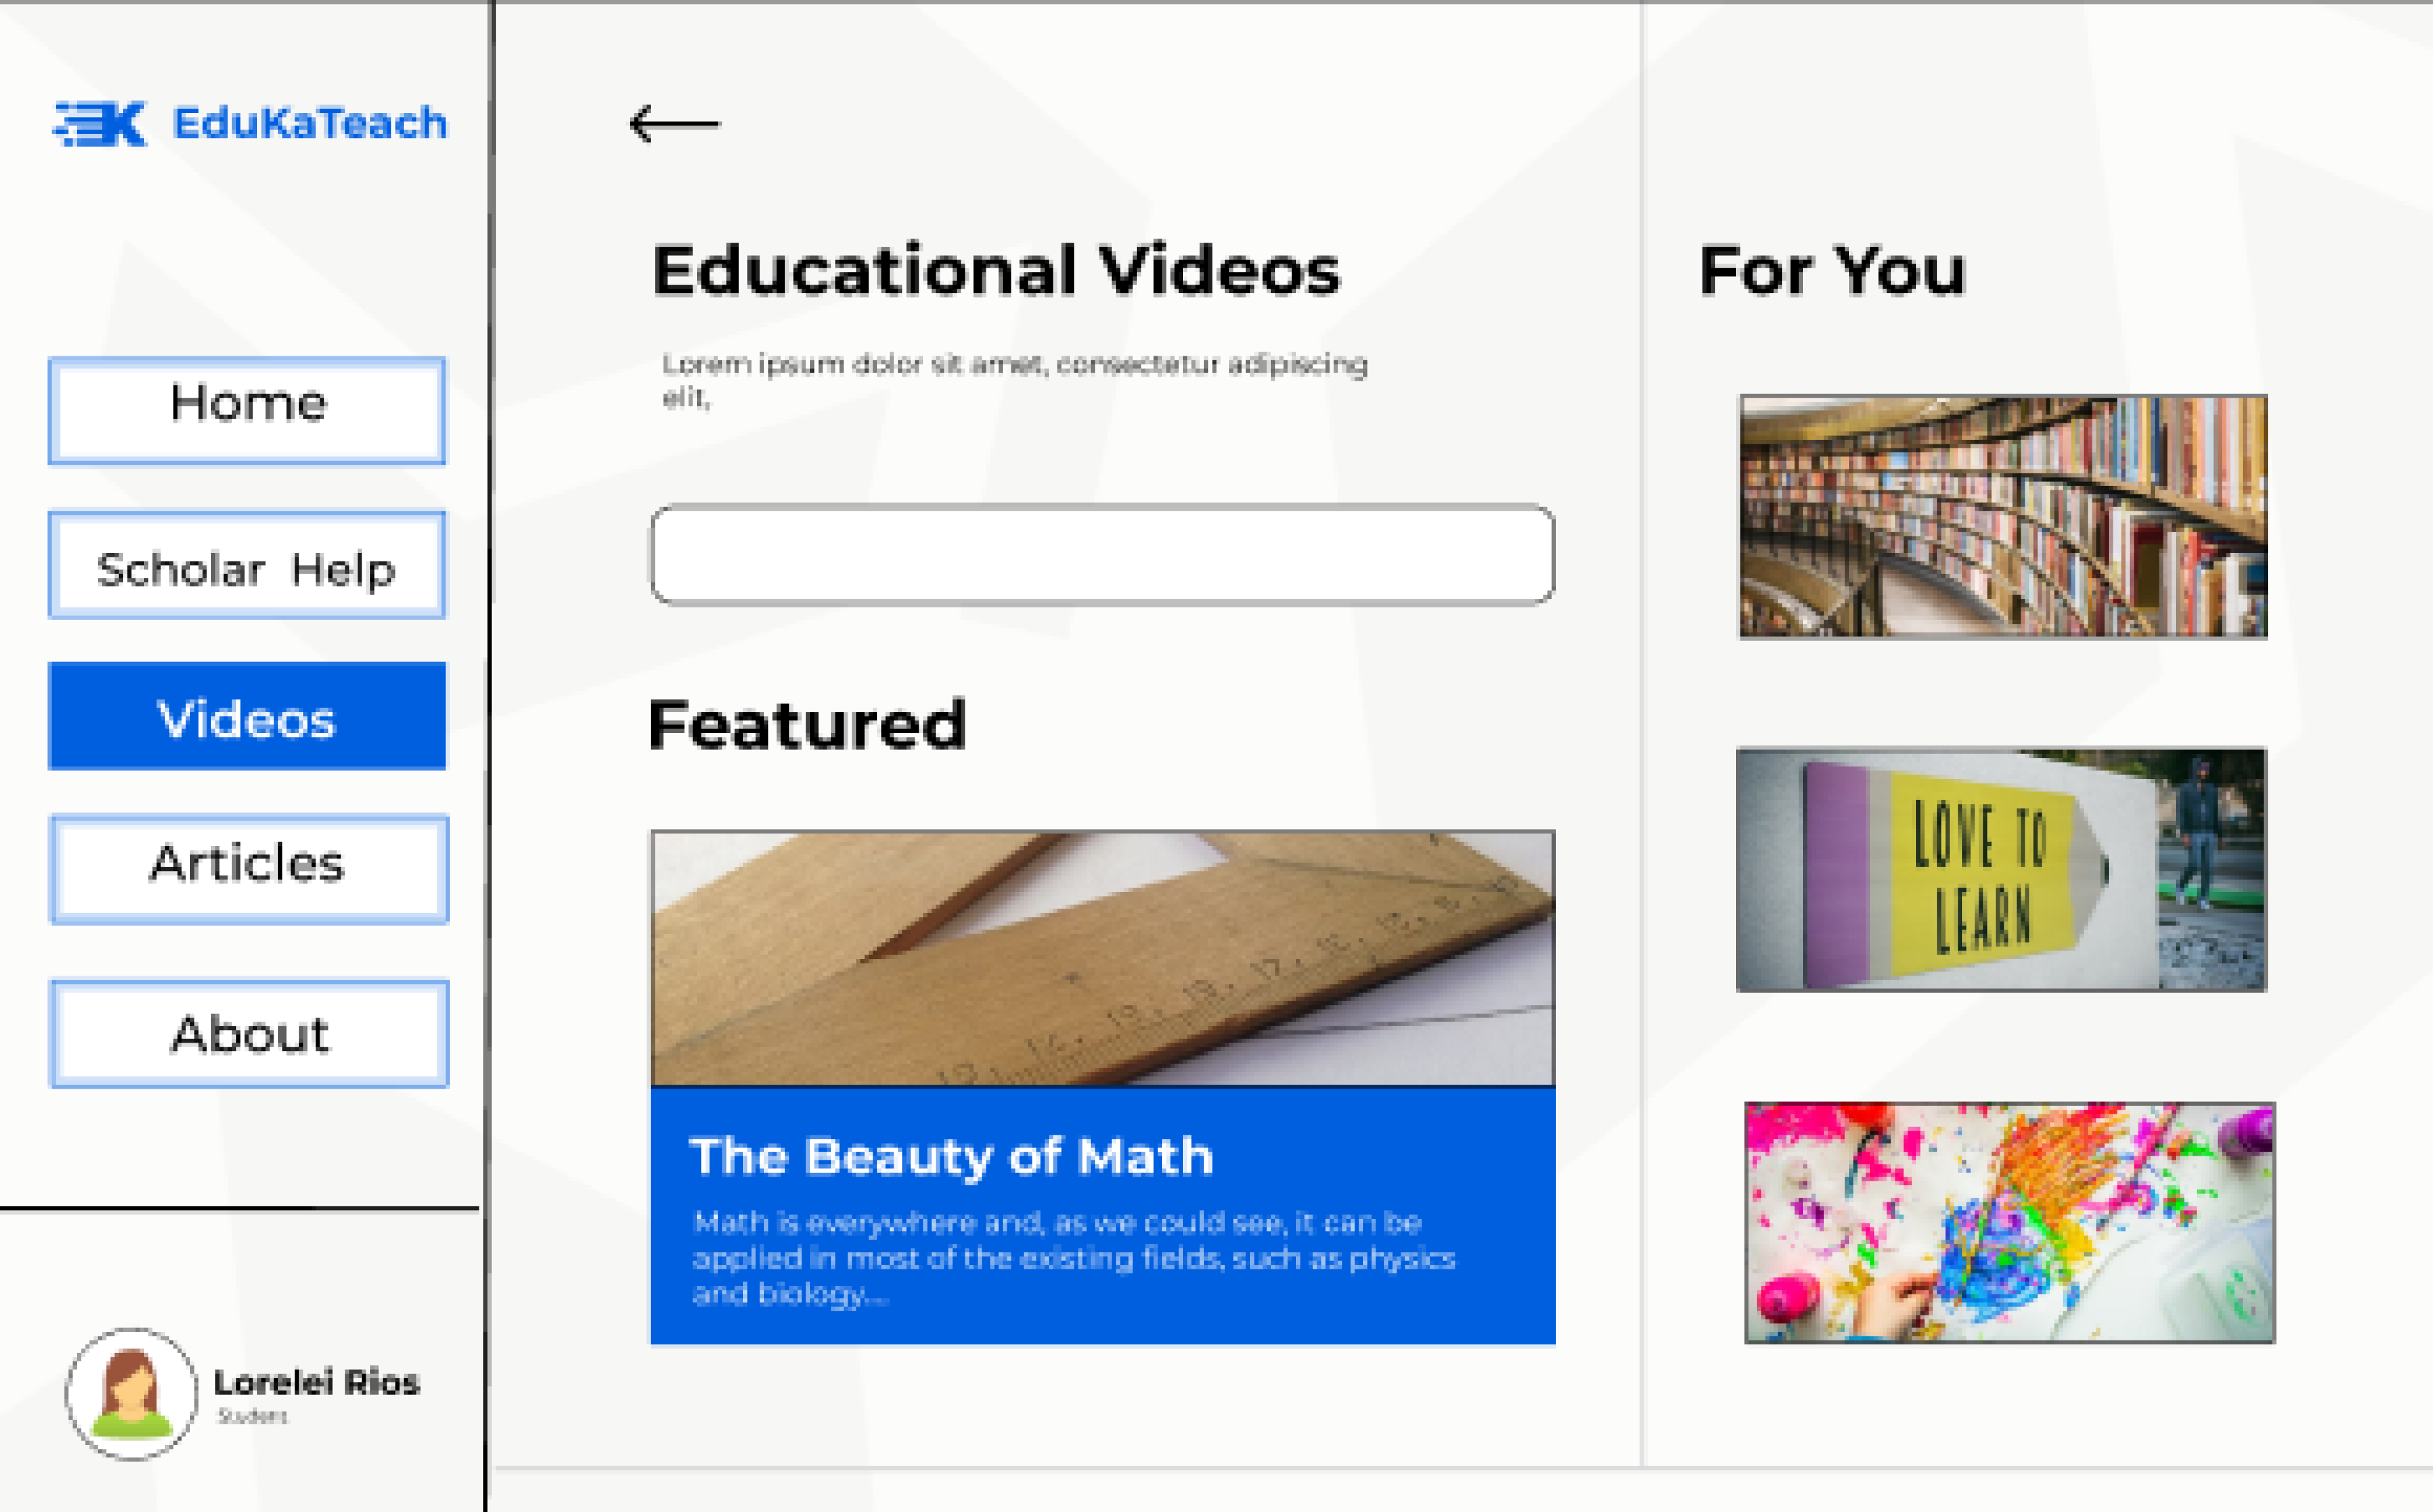 EduKaTeach
Home
Scholar Help
Videos
Articles
About
Lorelei Rios
Student
Educational Videos
Lorem ipsum dolor sit amet, consectetur adipiscing
elit,
Featured
The Beauty of Math
Math is everywhere and, as we could see, it can be
applied in most of the existing fields, such as physics
and biology...
For You
LOVE TO
LEARN